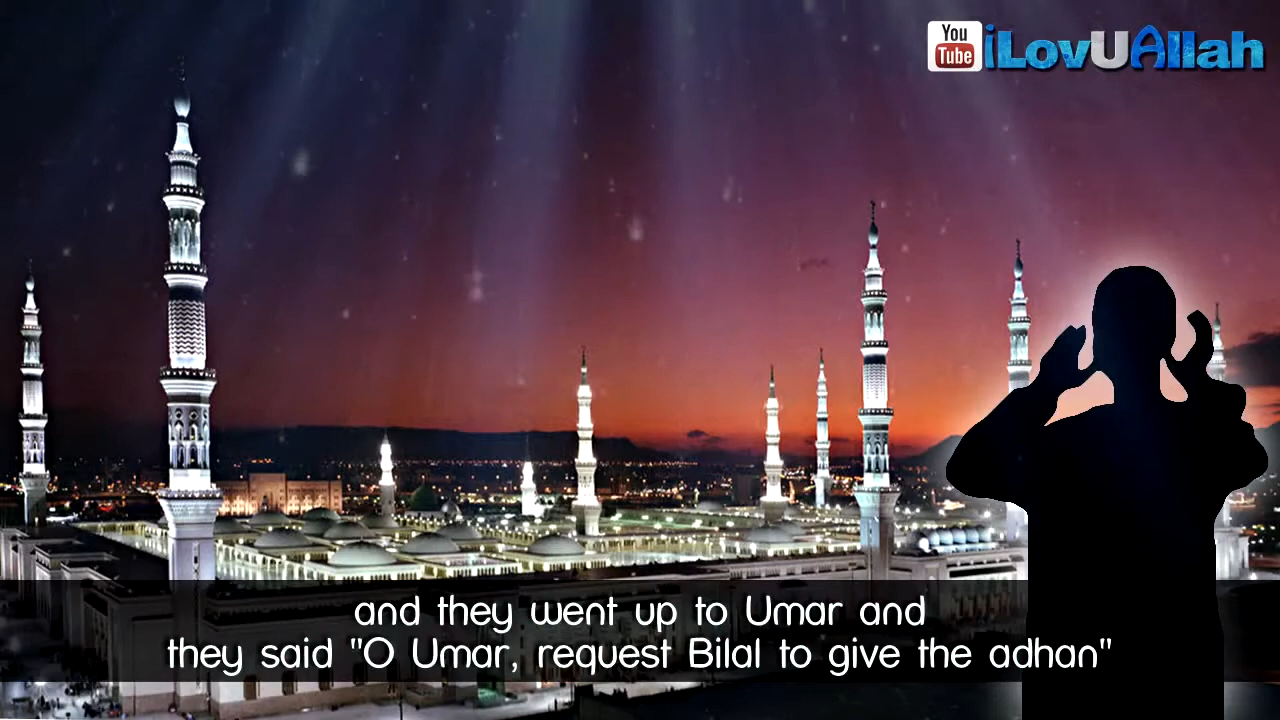 You
Tube
iLovUAllah
and they went up to Umar and
they said "O Umar, request Bilal to give the adhan"